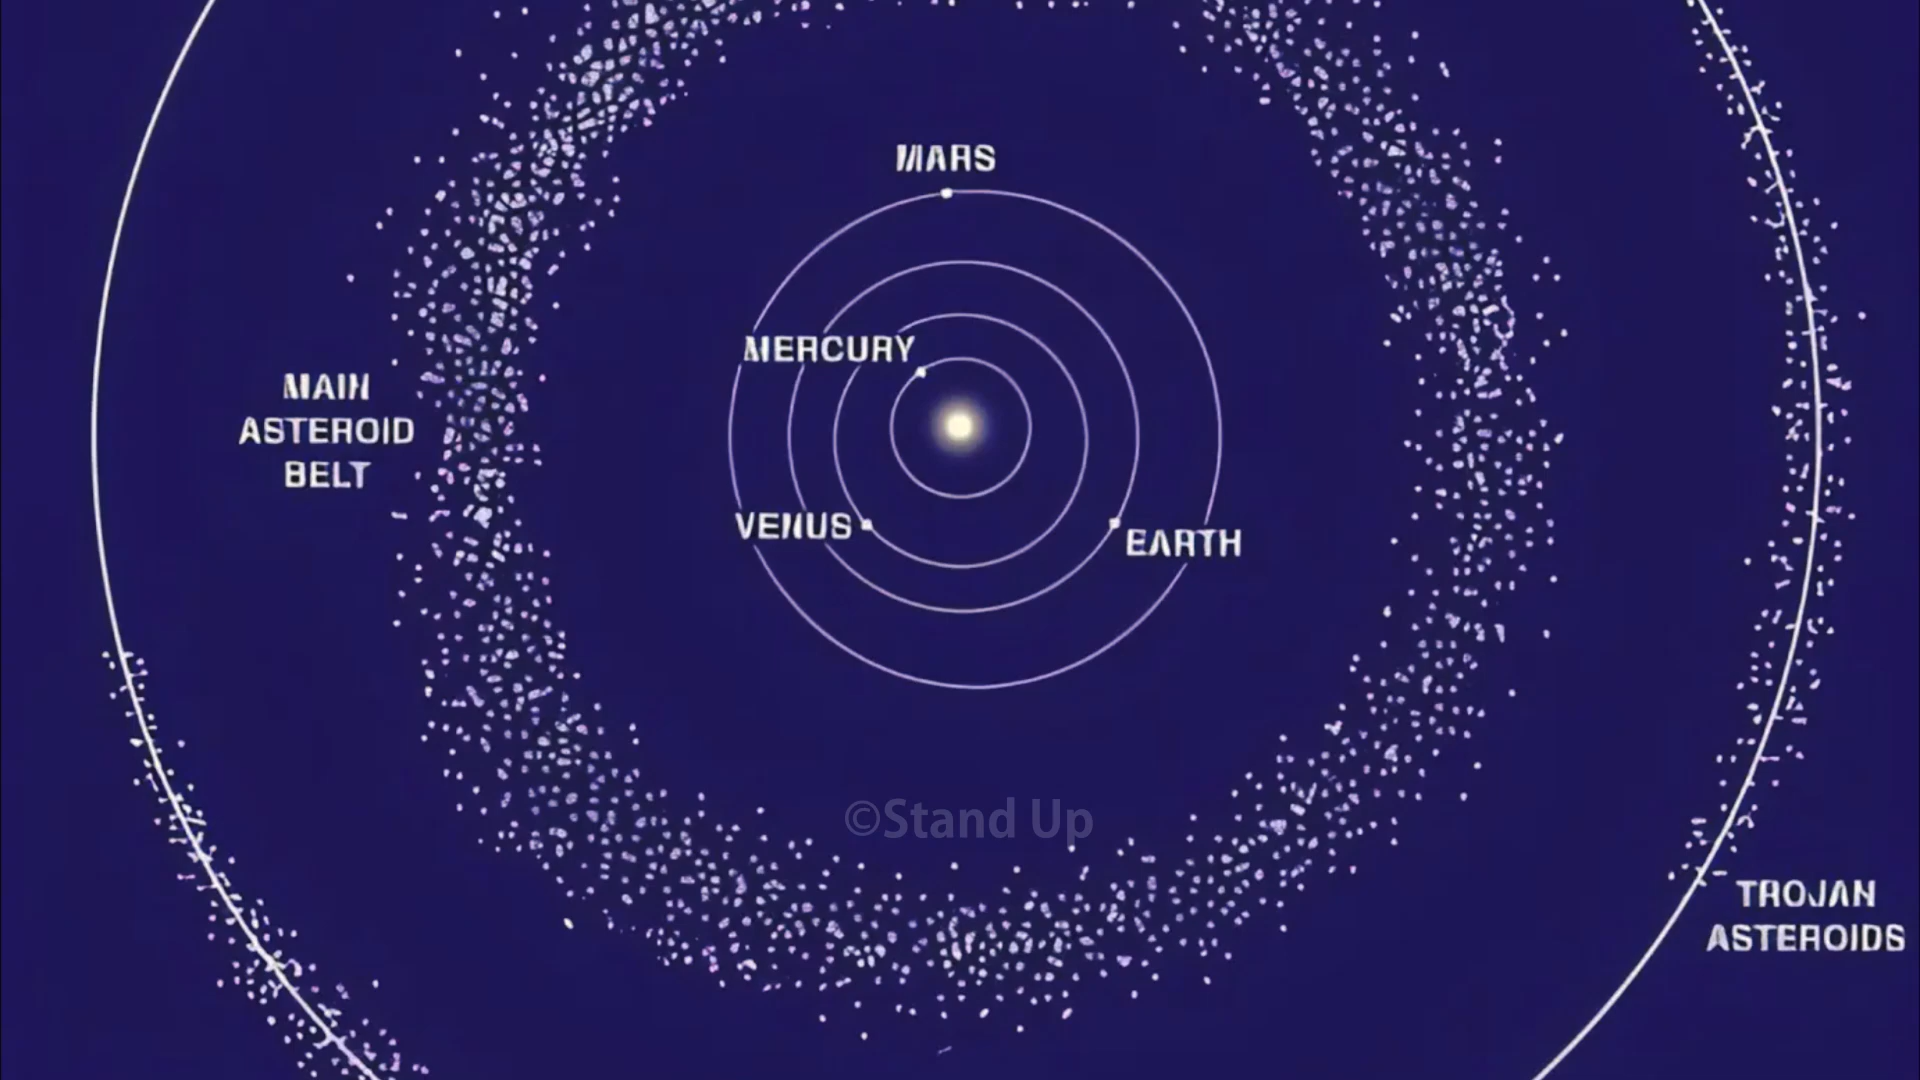 MARS
MERCURY
MAIN
ASTEROID
BELT
VENUS
EARTH
©Stand Up
TROJAN
ASTEROIDS